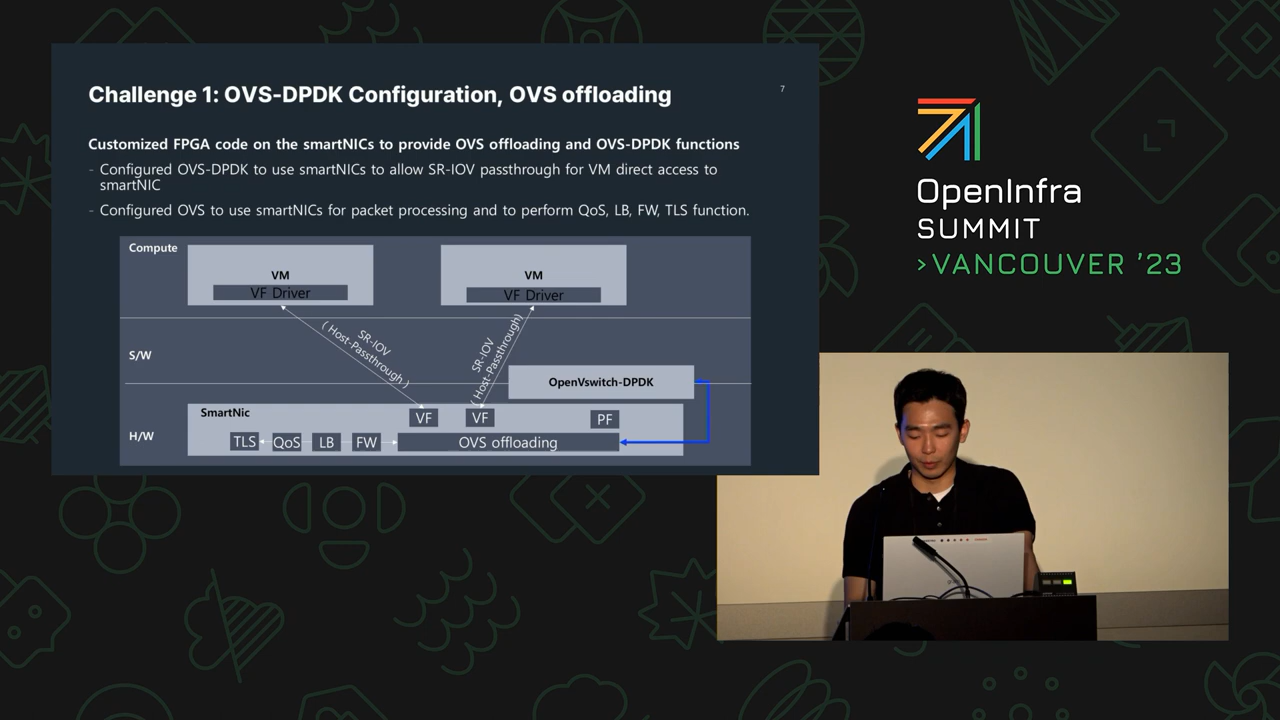 Challenge 1: OVS-DPDK Configuration, OVS offloading
7
Customized FPGA code on the smartNICs to provide OVS offloading and OVS-DPDK functions
- Configured OVS-DPDK to use smartNICs to allow SR-IOV passthrough for VM direct access to
smartNIC
- Configured OVS to use smartNICs for packet processing and to perform QoS, LB, FW, TLS function.
Compute
VM
VF Driver
VM
VF Driver
S/W
SR-IOV
( Host-Passthrough )
SR-IOV
( Host-Passthrough)
OpenVswitch-DPDK
H/W
SmartNic
VF
VF
PF
TLS
QoS
LB
FW
OVS offloading
OpenInfra
SUMMIT
>VANCOUVER '23